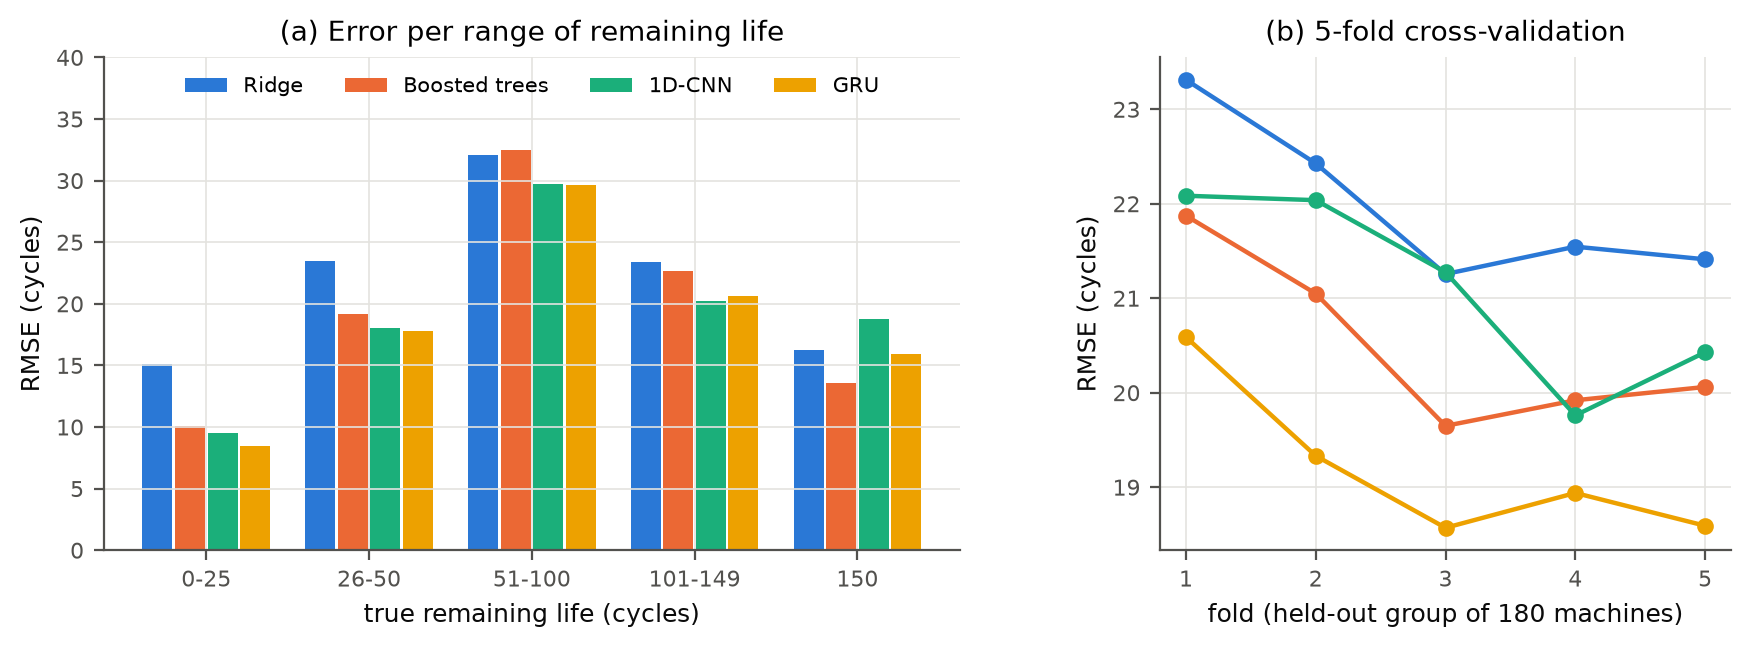 (a) Error per range of remaining life
Ridge Boosted trees 1D-CNN GRU
RMSE (cycles)
40
35
30
25
20
15
10
5
0
0-25 26-50 51-100 101-149 150
true remaining life (cycles)
(b) 5-fold cross-validation
RMSE (cycles)
23
22
21
20
19
1 2 3 4 5
fold (held-out group of 180 machines)